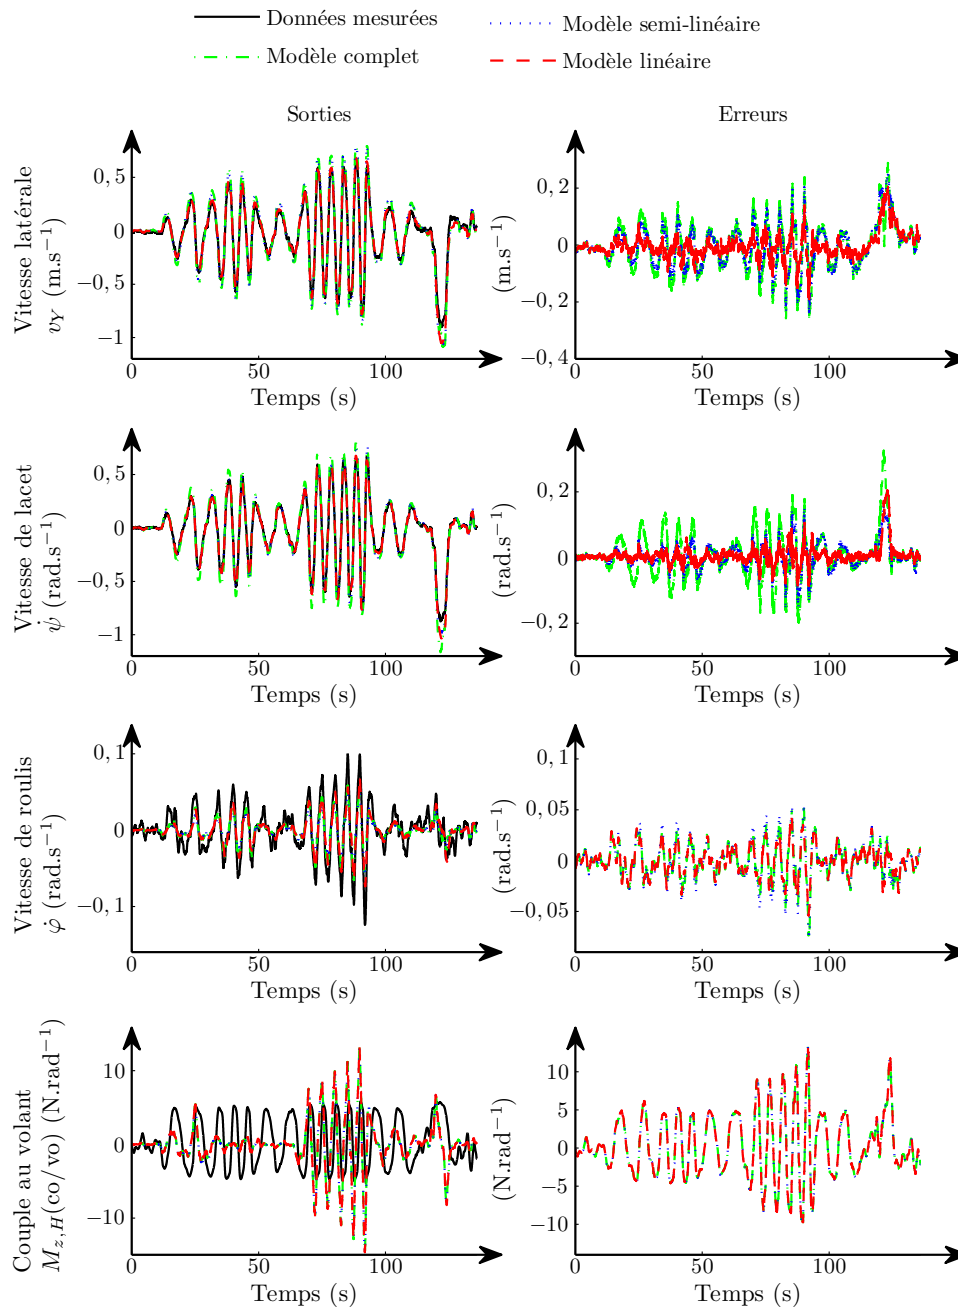 Données mesurées
Modèle semi-linéaire
Modèle complet
Modèle linéaire
Sorties
Erreurs
Vitesse latérale
v_Y (m.s⁻¹)
0,5
0
−0,5
−1
0 50 100
Temps (s)
(m.s⁻¹)
0,2
0
−0,2
−0,4
0 50 100
Temps (s)
Vitesse de lacet
ψ̇ (rad.s⁻¹)
0,5
0
−0,5
−1
0 50 100
Temps (s)
(rad.s⁻¹)
0,2
0
−0,2
0 50 100
Temps (s)
Vitesse de roulis
φ̇ (rad.s⁻¹)
0,1
0
−0,1
0 50 100
Temps (s)
(rad.s⁻¹)
0,1
0,05
0
−0,05
0 50 100
Temps (s)
Couple au volant
M_{z,H}(co/vo) (N.rad⁻¹)
10
0
−10
0 50 100
Temps (s)
(N.rad⁻¹)
10
5
0
−5
−10
0 50 100
Temps (s)